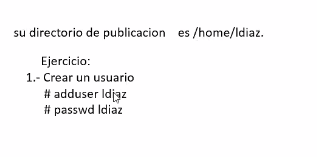 su directorio de publicacion es /home/ldiaz.
Ejercicio:
1.- Crear un usuario
# adduser ldiaz
# passwd ldiaz